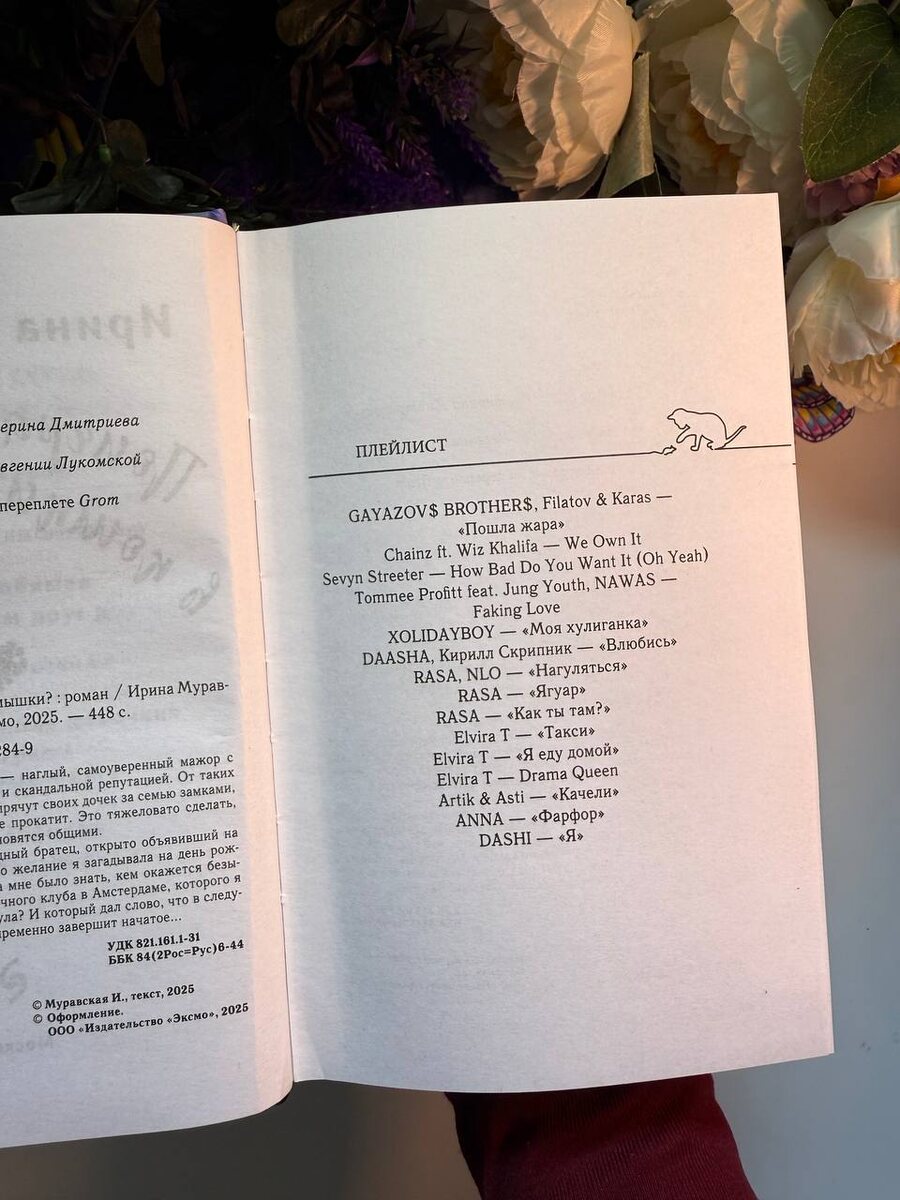 ерина Дмитриева
вгении Лукомской
переплете Grom
мышки? : роман / Ирина Мурав-
мо, 2025. — 448 с.
284-9
— наглый, самоуверенный мажор с
и скандальной репутацией. От таких
прячут своих дочек за семью замками,
е прокатит. Это тяжеловато сделать,
новятся общими.
дный братец, открыто объявивший на
о желание я загадывала на день рож-
а мне было знать, кем окажется безы-
чного клуба в Амстердаме, которого я
ула? И который дал слово, что в следу-
пременно завершит начатое...
УДК 821.161.1-31
ББК 84(2Рос=Рус)6-44
© Муравская И., текст, 2025
© Оформление.
ООО «Издательство «Эксмо», 2025
ПЛЕЙЛИСТ
GAYAZOV$ BROTHER$, Filatov & Karas —
«Пошла жара»
Chainz ft. Wiz Khalifa — We Own It
Sevyn Streeter — How Bad Do You Want It (Oh Yeah)
Tommee Profitt feat. Jung Youth, NAWAS —
Faking Love
XOLIDAYBOY — «Моя хулиганка»
DAASHA, Кирилл Скрипник — «Влюбись»
RASA, NLO — «Нагуляться»
RASA — «Ягуар»
RASA — «Как ты там?»
Elvira T — «Такси»
Elvira T — «Я еду домой»
Elvira T — Drama Queen
Artik & Asti — «Качели»
ANNA — «Фарфор»
DASHI — «Я»